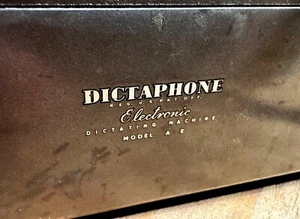 DICTAPHONE
REG. U.S. PAT. OFF.
Electronic
DICTATING MACHINE
MODEL A E